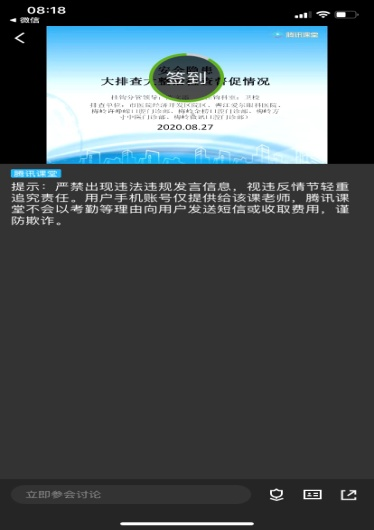 08:18
微信
腾讯课堂
签到
安全隐患
大排查大整
督促情况
2020.08.27
腾讯课堂
提示：严禁出现违法违规发言信息，视违反情节轻重
追究责任。用户手机账号仅提供给该课老师，腾讯课
堂不会以考勤等理由向用户发送短信或收取费用，谨
防欺诈。
立即参会讨论